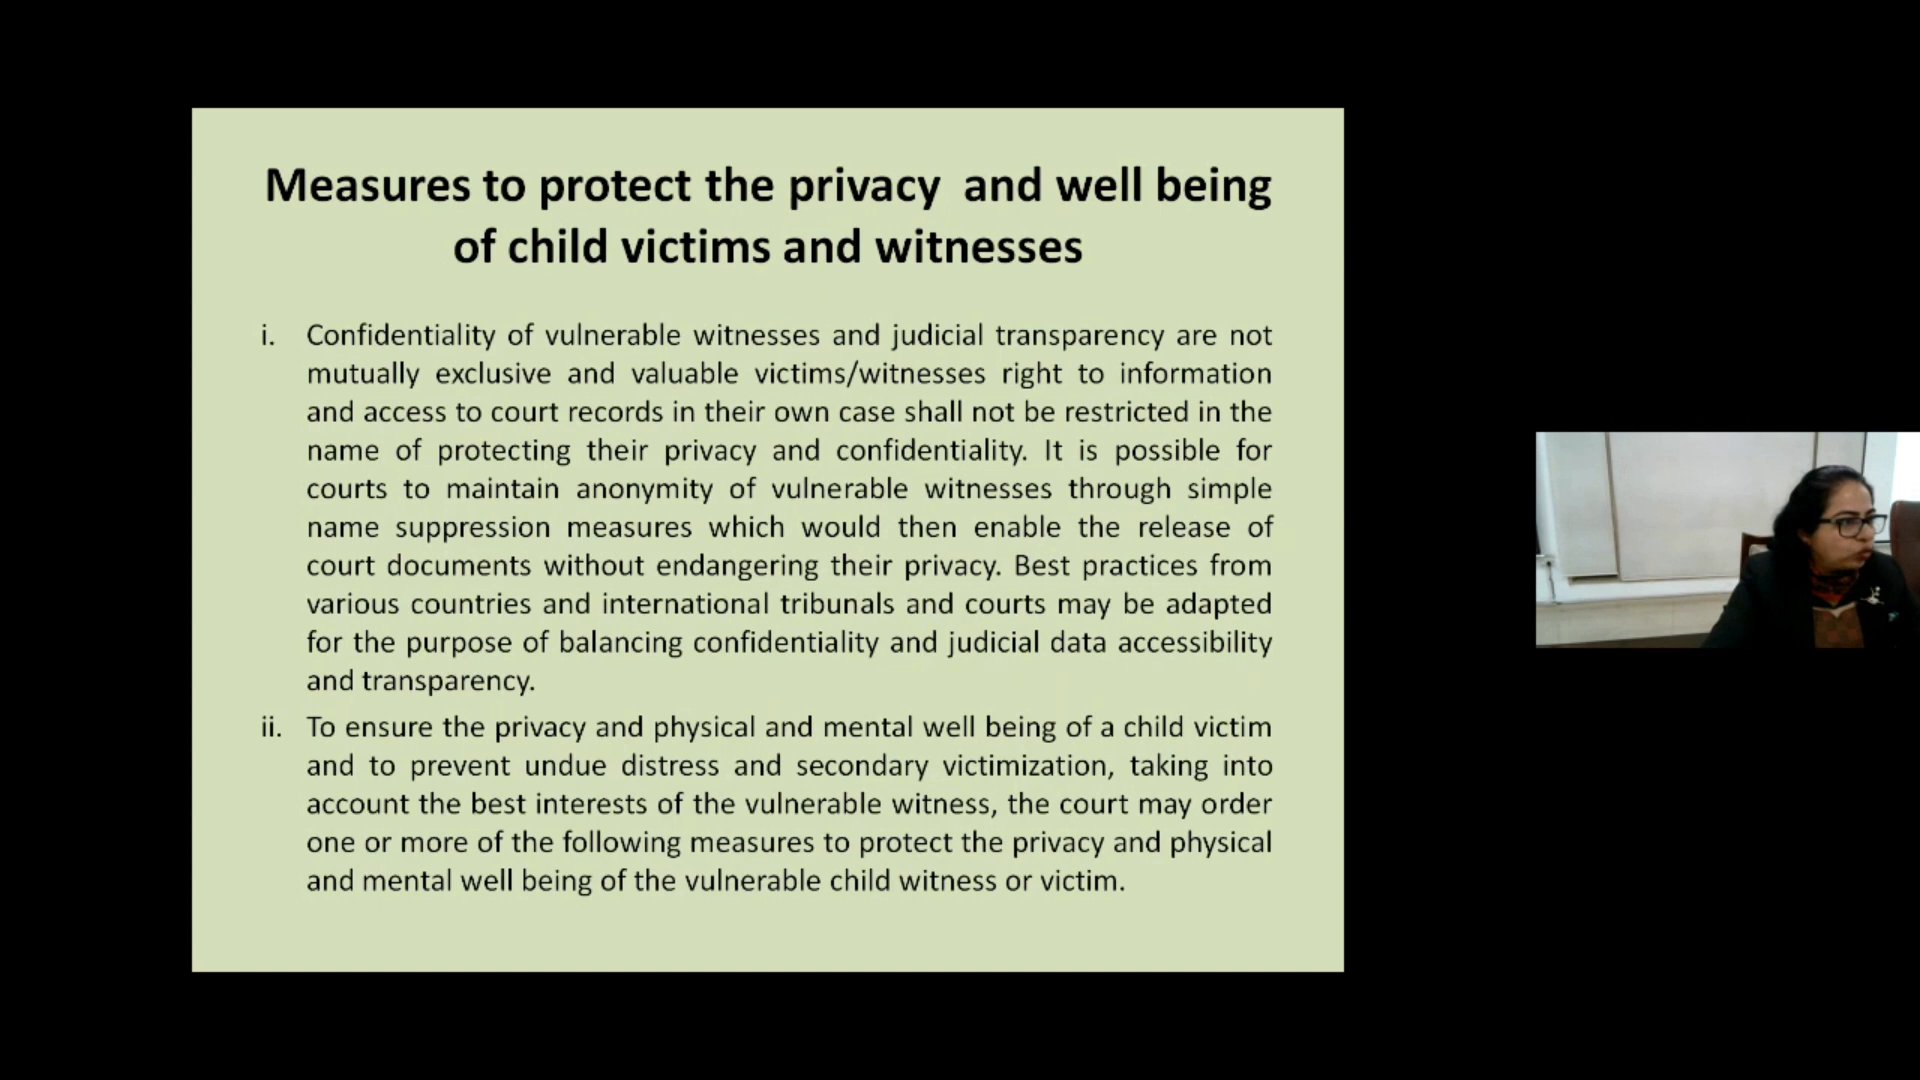 Measures to protect the privacy  and well being
of child victims and witnesses
i. Confidentiality of vulnerable witnesses and judicial transparency are not
mutually exclusive and valuable victims/witnesses right to information
and access to court records in their own case shall not be restricted in the
name of protecting their privacy and confidentiality. It is possible for
courts to maintain anonymity of vulnerable witnesses through simple
name suppression measures which would then enable the release of
court documents without endangering their privacy. Best practices from
various countries and international tribunals and courts may be adapted
for the purpose of balancing confidentiality and judicial data accessibility
and transparency.
ii. To ensure the privacy and physical and mental well being of a child victim
and to prevent undue distress and secondary victimization, taking into
account the best interests of the vulnerable witness, the court may order
one or more of the following measures to protect the privacy and physical
and mental well being of the vulnerable child witness or victim.